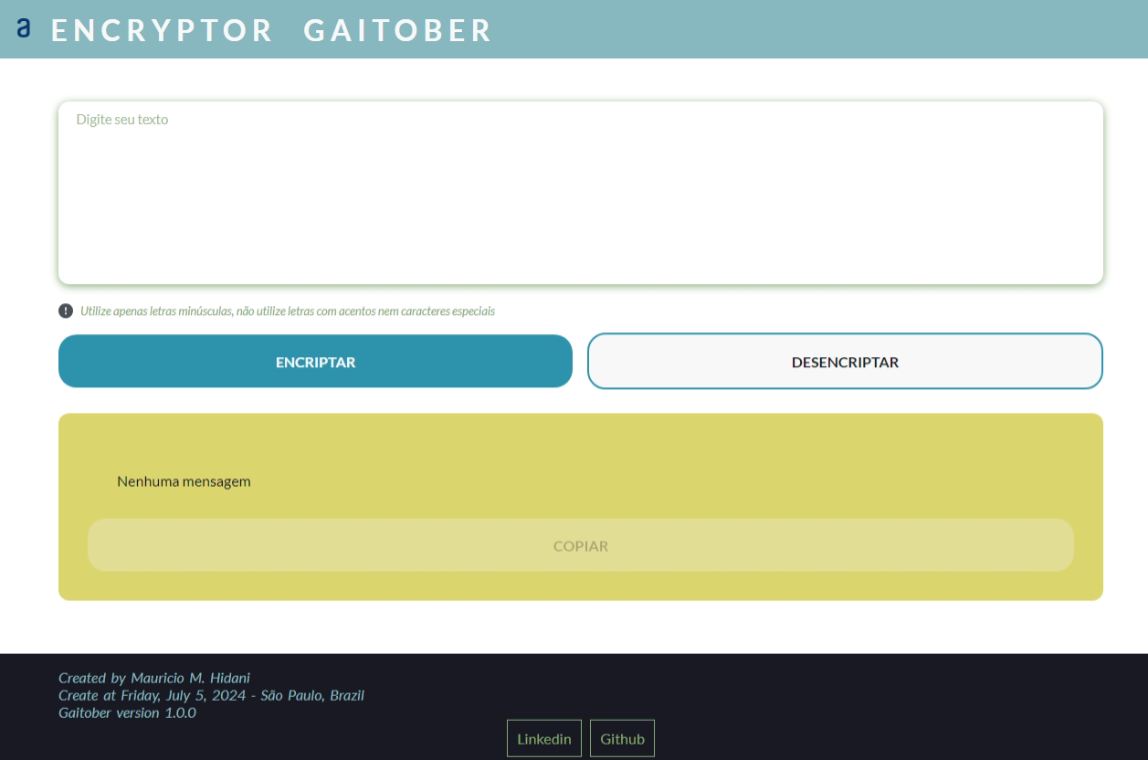 a ENCRYPTOR GAITOBER
Digite seu texto
Utilize apenas letras minúsculas, não utilize letras com acentos nem caracteres especiais
ENCRIPTAR DESENCRIPTAR
Nenhuma mensagem
COPIAR
Created by Mauricio M. Hidani
Create at Friday, July 5, 2024 - São Paulo, Brazil
Gaitober version 1.0.0
Linkedin Github